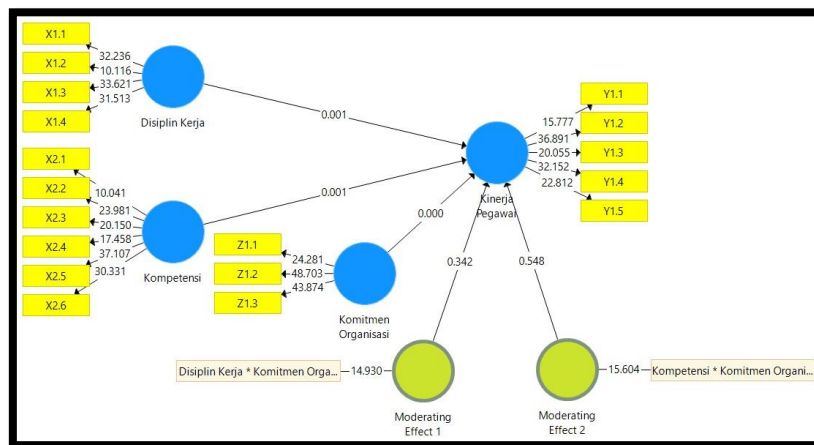 X1.1
X1.2
X1.3
X1.4
32.236
10.116
33.621
31.513
Disiplin Kerja
0.001
Y1.1
Y1.2
Y1.3
Y1.4
Y1.5
15.777
36.891
20.055
32.152
22.812
Kinerja
Pegawai
X2.1
X2.2
X2.3
X2.4
X2.5
X2.6
10.041
23.981
20.150
17.458
37.107
30.331
Kompetensi
0.001
0.000
Z1.1
Z1.2
Z1.3
24.281
48.703
43.874
Komitmen
Organisasi
0.342
0.548
Disiplin Kerja * Komitmen Orga...
14.930
Moderating
Effect 1
15.604
Kompetensi * Komitmen Organi...
Moderating
Effect 2